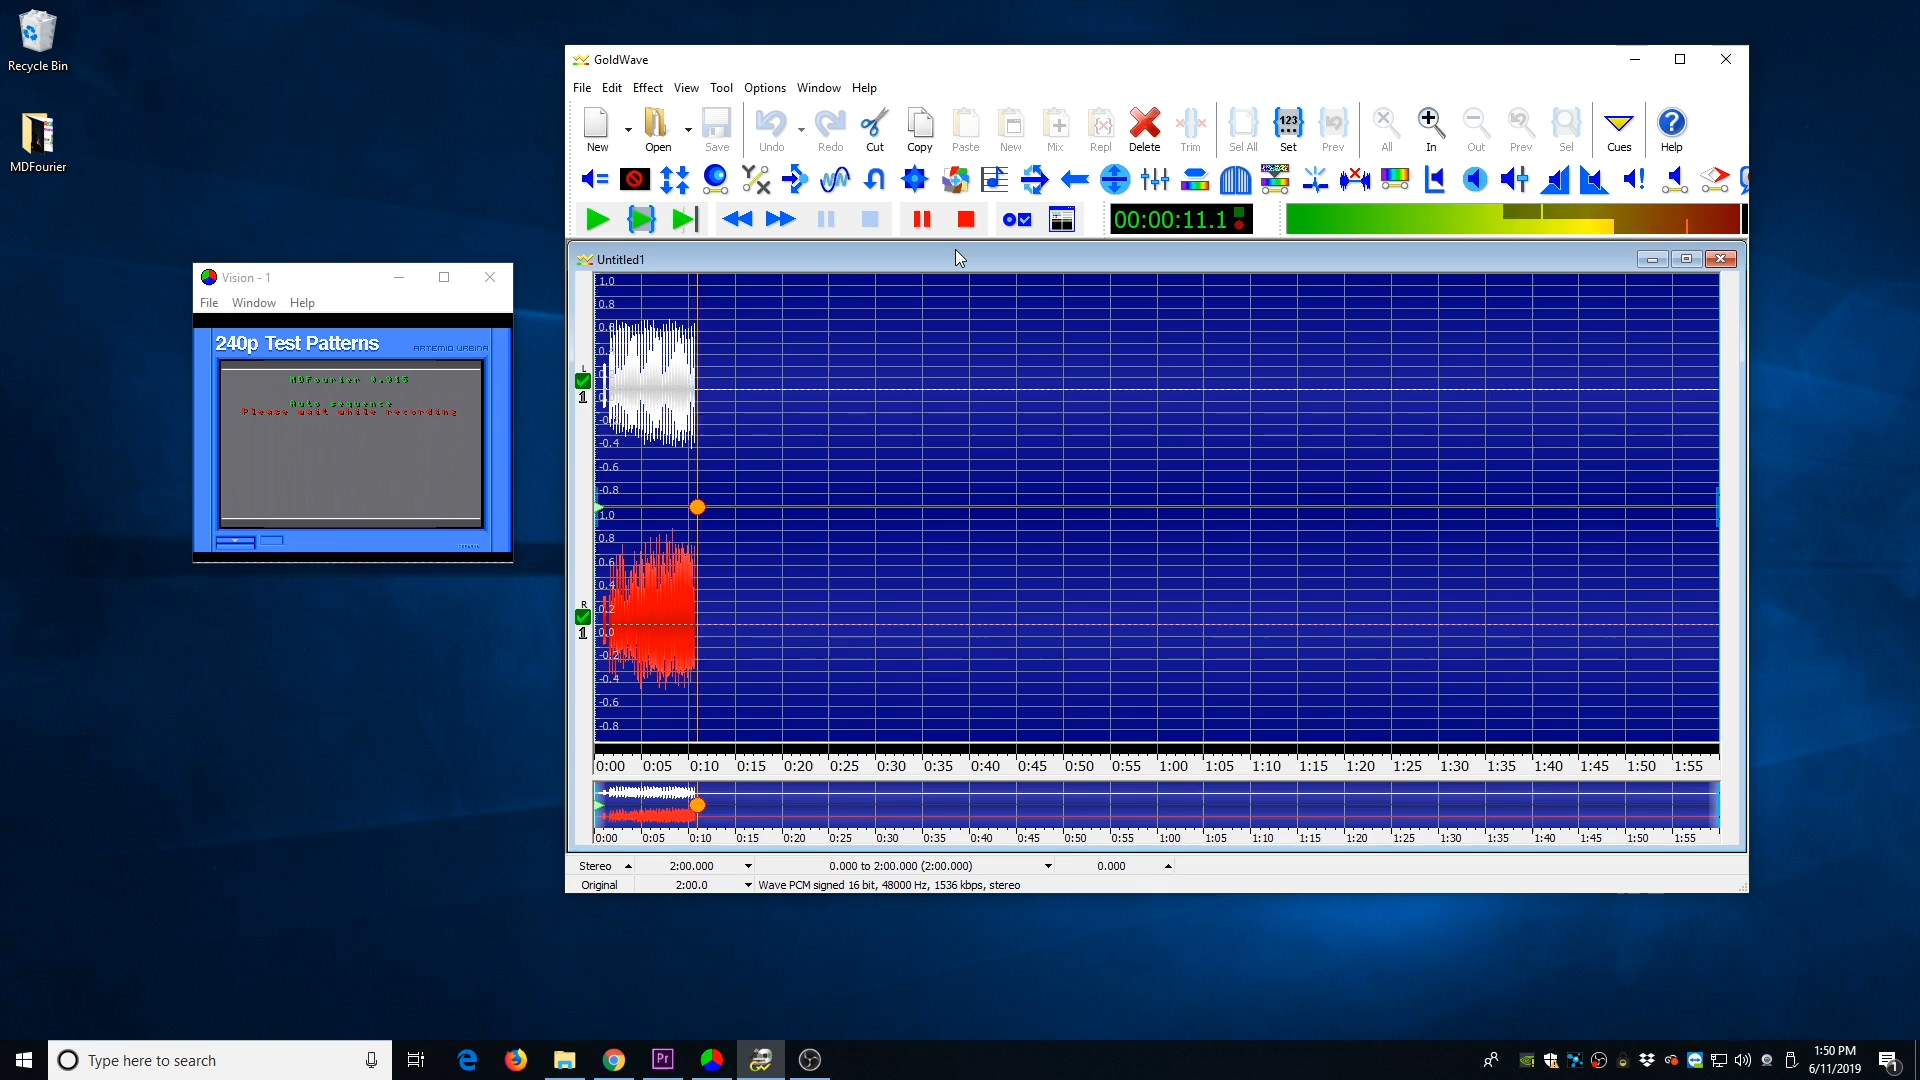 Recycle Bin
MDFourier
Vision - 1
File Window Help
240p Test Patterns
ARTEMIO URBINA
MDFourier 0.915
Auto sequence
Please wait while recording
GoldWave
File Edit Effect View Tool Options Window Help
New Open Save Undo Redo Cut Copy Paste New Mix Repl Delete Trim Sel All Set Prev All In Out Prev Sel Cues Help
123
00:00:11.1
Untitled1
1.0
0.8
L
1
-0.4
-0.6
-0.8
1.0
0.8
0.6
0.4
R
0.2
1
0.0
-0.2
-0.4
-0.6
-0.8
0:00 0:05 0:10 0:15 0:20 0:25 0:30 0:35 0:40 0:45 0:50 0:55 1:00 1:05 1:10 1:15 1:20 1:25 1:30 1:35 1:40 1:45 1:50 1:55
0:00 0:05 0:10 0:15 0:20 0:25 0:30 0:35 0:40 0:45 0:50 0:55 1:00 1:05 1:10 1:15 1:20 1:25 1:30 1:35 1:40 1:45 1:50 1:55
Stereo 2:00.000 0.000 to 2:00.000 (2:00.000) 0.000
Original 2:00.0 Wave PCM signed 16 bit, 48000 Hz, 1536 kbps, stereo
Type here to search
Pr
1:50 PM
6/11/2019
1